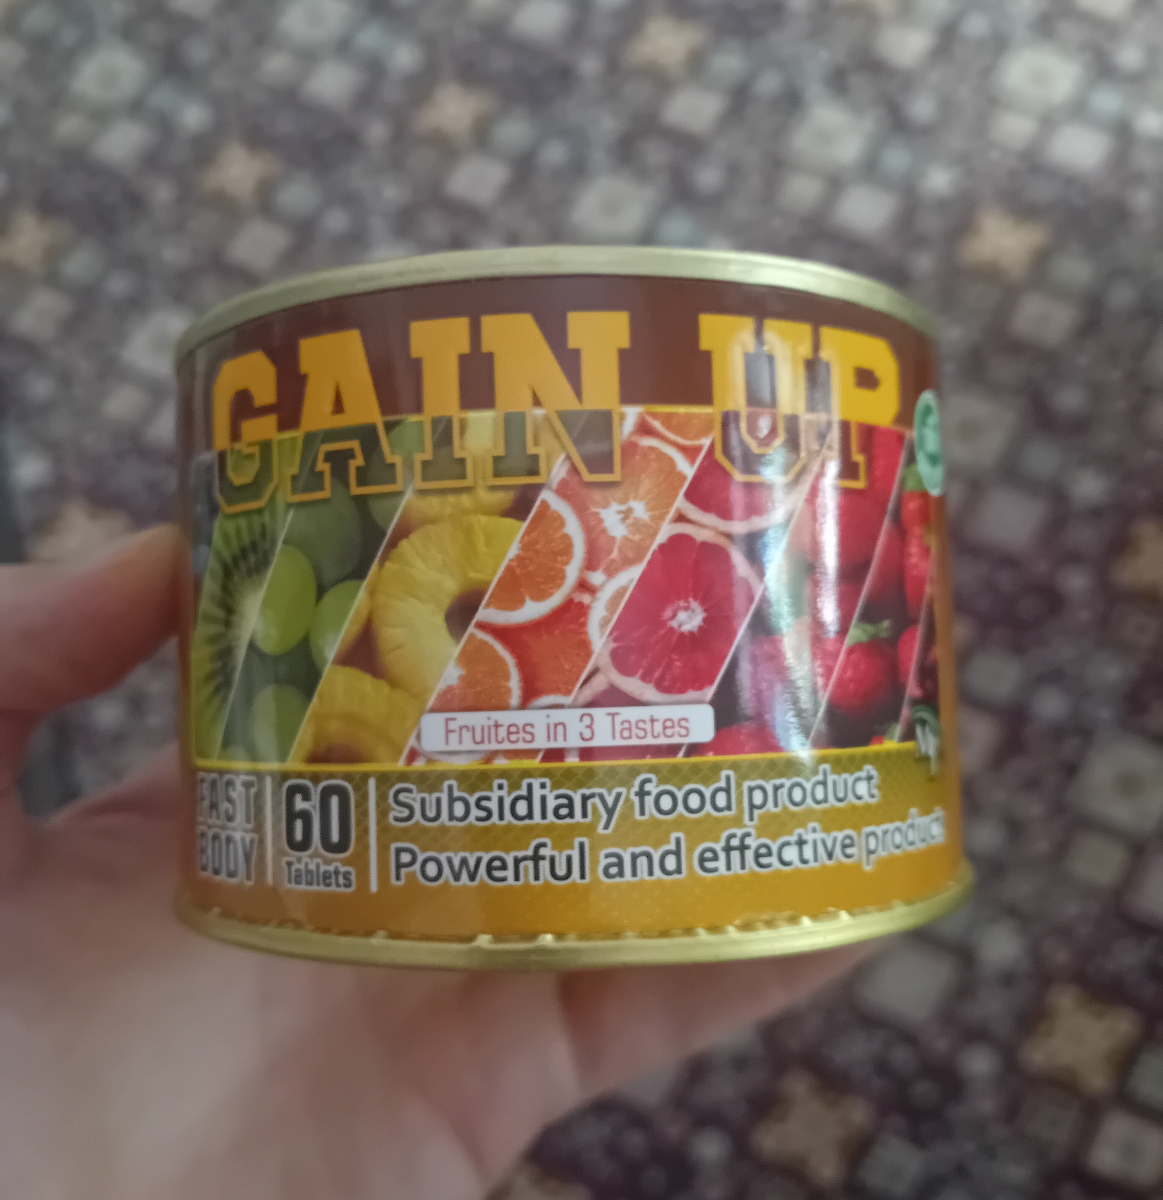 GAIN UP
Fruites in 3 Tastes
FAST
BODY
60
Tablets
Subsidiary food product
Powerful and effective product